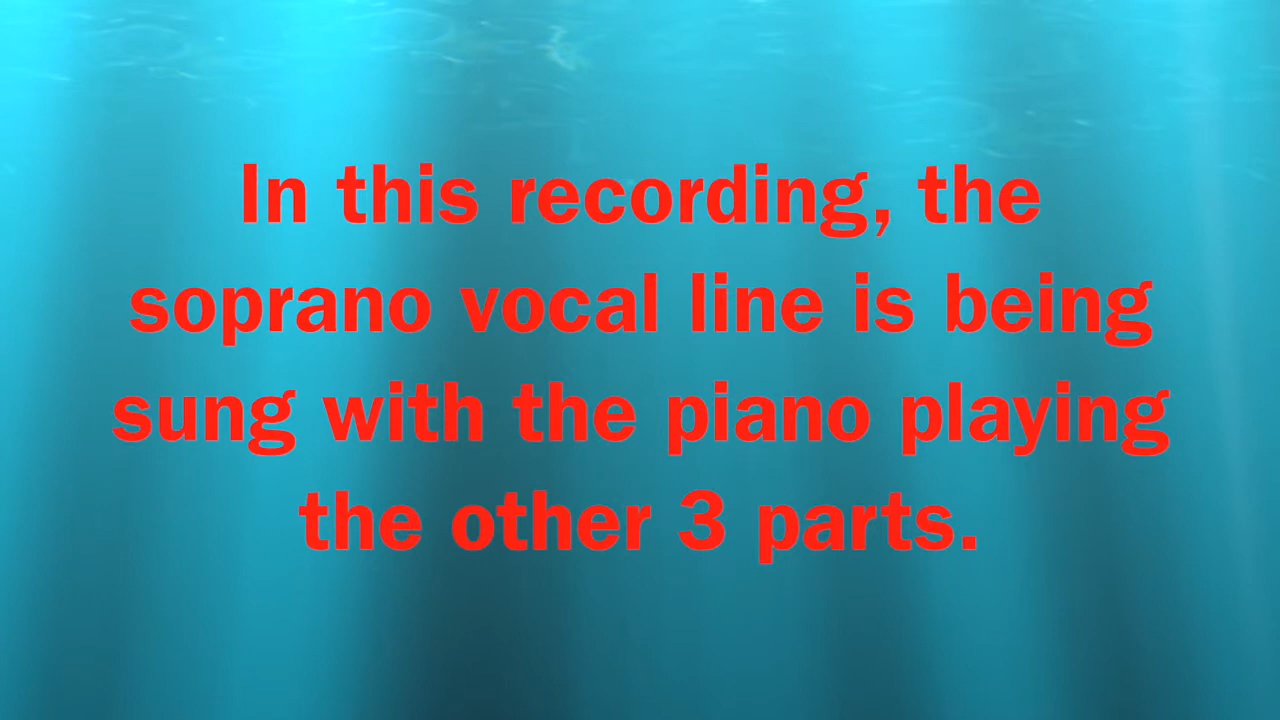 In this recording, the
soprano vocal line is being
sung with the piano playing
the other 3 parts.